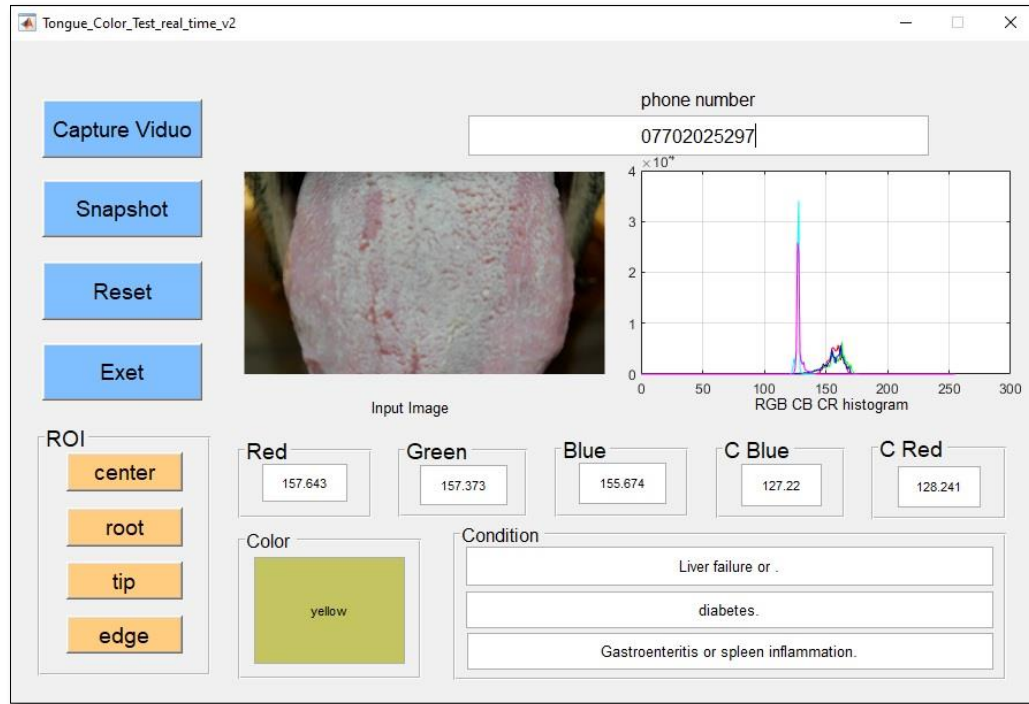 Tongue_Color_Test_real_time_v2
phone number
Capture Viduo
07702025297
Snapshot
Reset
Exet
×10⁴
4
3
2
1
0
0 50 100 150 200 250 300
RGB CB CR histogram
Input Image
ROI
center
root
tip
edge
Red
157.643
Green
157.373
Blue
155.674
C Blue
127.22
C Red
128.241
Color
yellow
Condition
Liver failure or .
diabetes.
Gastroenteritis or spleen inflammation.